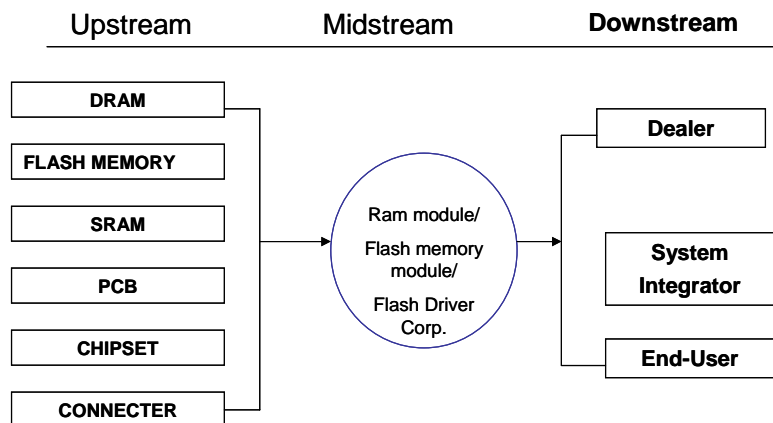 Upstream
Midstream
Downstream
DRAM
FLASH MEMORY
SRAM
PCB
CHIPSET
CONNECTER
Ram module/
Flash memory
module/
Flash Driver
Corp.
Dealer
System
Integrator
End-User